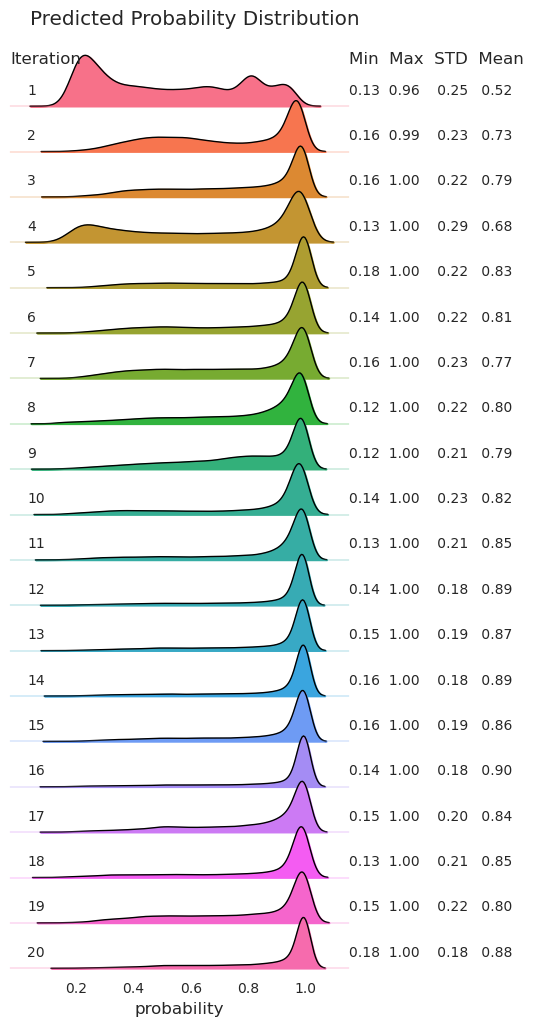 Predicted Probability Distribution
Iteration Min Max STD Mean
1 0.13 0.96 0.25 0.52
2 0.16 0.99 0.23 0.73
3 0.16 1.00 0.22 0.79
4 0.13 1.00 0.29 0.68
5 0.18 1.00 0.22 0.83
6 0.14 1.00 0.22 0.81
7 0.16 1.00 0.23 0.77
8 0.12 1.00 0.22 0.80
9 0.12 1.00 0.21 0.79
10 0.14 1.00 0.23 0.82
11 0.13 1.00 0.21 0.85
12 0.14 1.00 0.18 0.89
13 0.15 1.00 0.19 0.87
14 0.16 1.00 0.18 0.89
15 0.16 1.00 0.19 0.86
16 0.14 1.00 0.18 0.90
17 0.15 1.00 0.20 0.84
18 0.13 1.00 0.21 0.85
19 0.15 1.00 0.22 0.80
20 0.18 1.00 0.18 0.88
0.2 0.4 0.6 0.8 1.0
probability